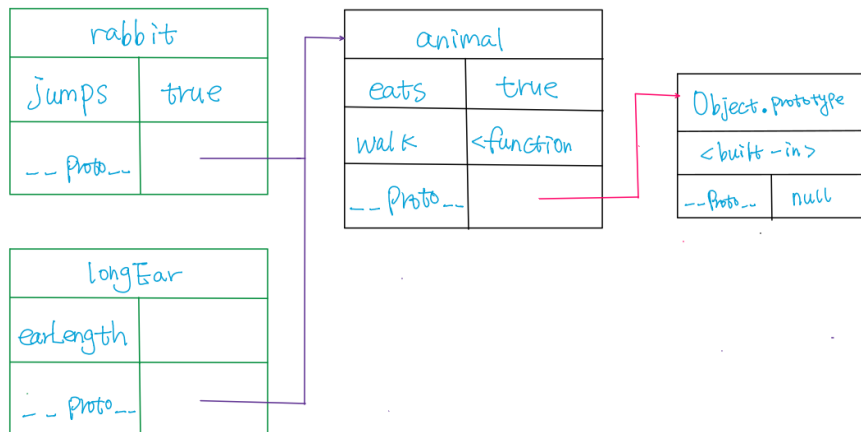 rabbit
jumps true
__proto__
animal
eats true
walk <function
__proto__
Object.prototype
<built-in>
__proto__ null
longEar
earLength
__proto__